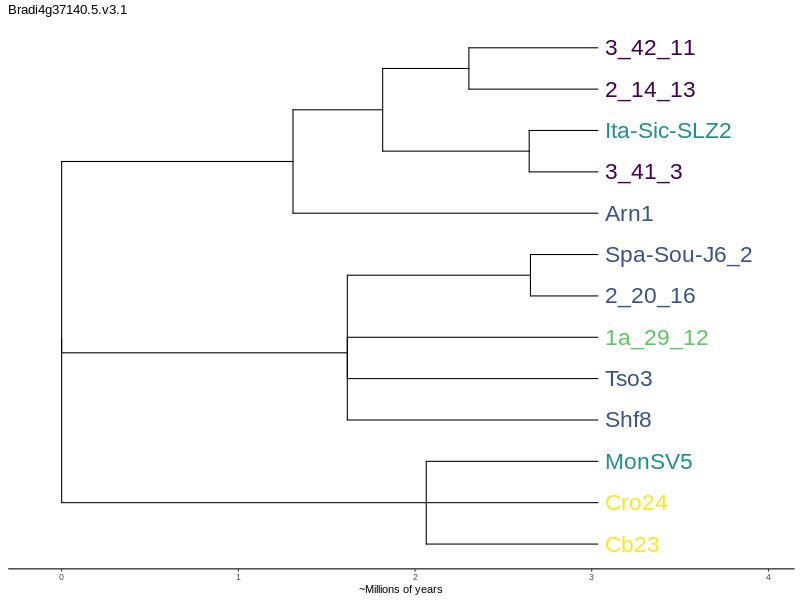 Bradi4g37140.5.v3.1
3_42_11
2_14_13
Ita-Sic-SLZ2
3_41_3
Arn1
Spa-Sou-J6_2
2_20_16
1a_29_12
Tso3
Shf8
MonSV5
Cro24
Cb23
0 1 2 3 4
~Millions of years